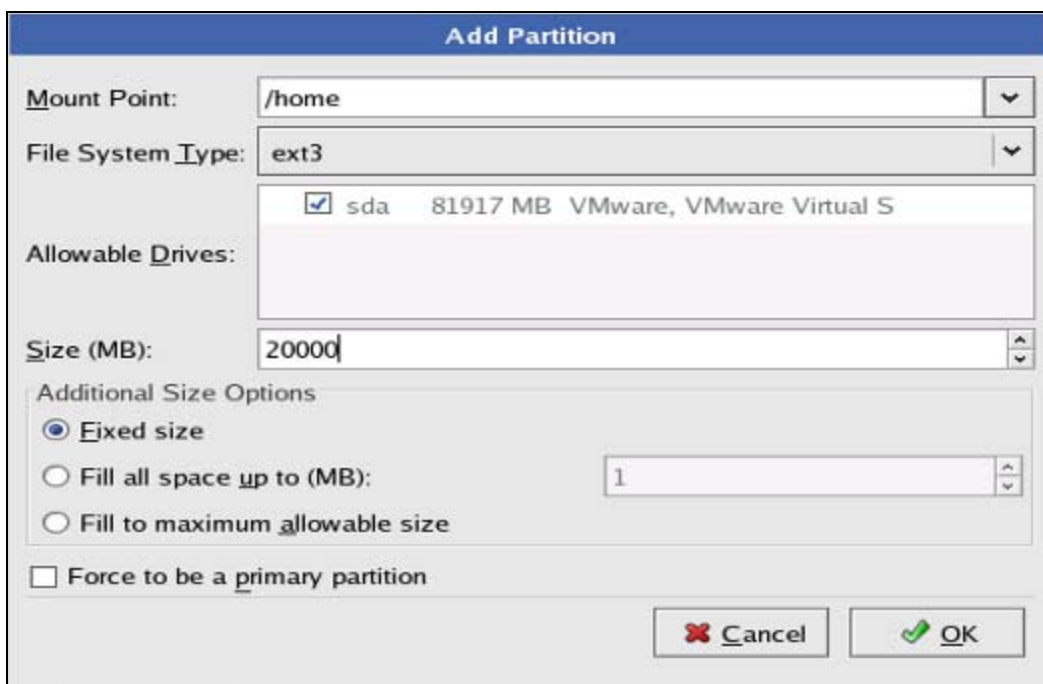 Add Partition
Mount Point: /home
File System Type: ext3
sda 81917 MB VMware, VMware Virtual S
Allowable Drives:
Size (MB): 20000
Additional Size Options
Fixed size
Fill all space up to (MB): 1
Fill to maximum allowable size
Force to be a primary partition
Cancel OK